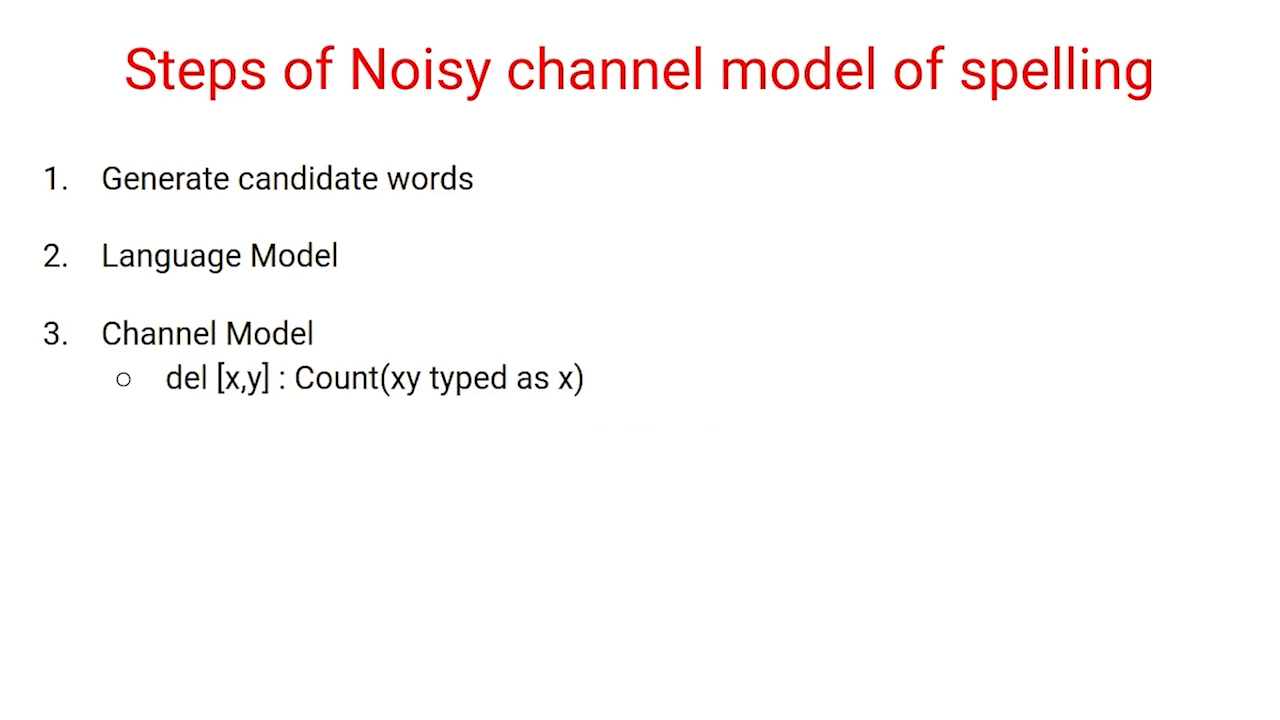 Steps of Noisy channel model of spelling
1. Generate candidate words
2. Language Model
3. Channel Model
○ del [x,y] : Count(xy typed as x)